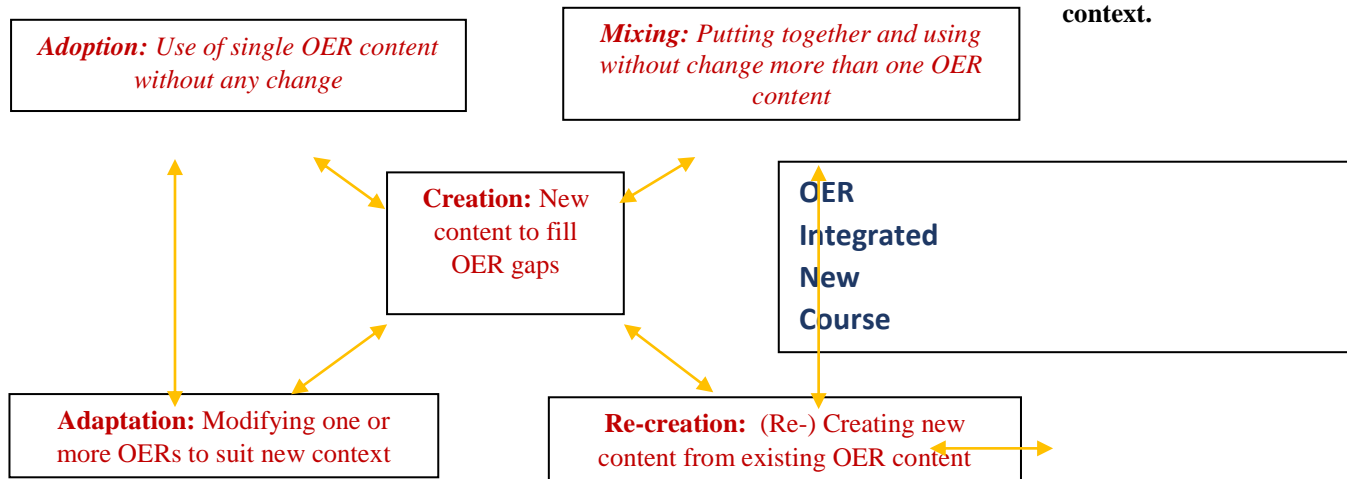 context.
Adoption: Use of single OER content
without any change
Mixing: Putting together and using
without change more than one OER
content
Creation: New
content to fill
OER gaps
OER
Integrated
New
Course
Adaptation: Modifying one or
more OERs to suit new context
Re-creation: (Re-) Creating new
content from existing OER content